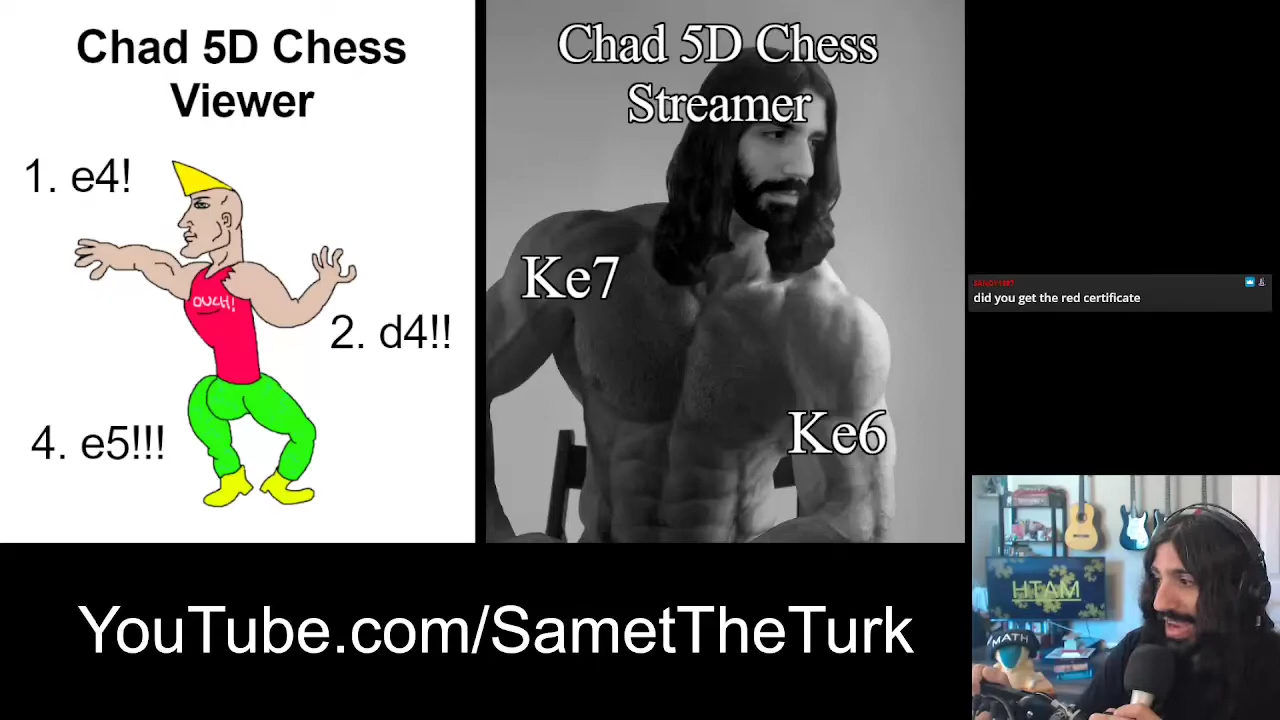 Chad 5D Chess
Viewer
1. e4!
OUCH!
2. d4!!
4. e5!!!
Chad 5D Chess
Streamer
Ke7
Ke6
did you get the red certificate
HTAM
MATH
YouTube.com/SametTheTurk